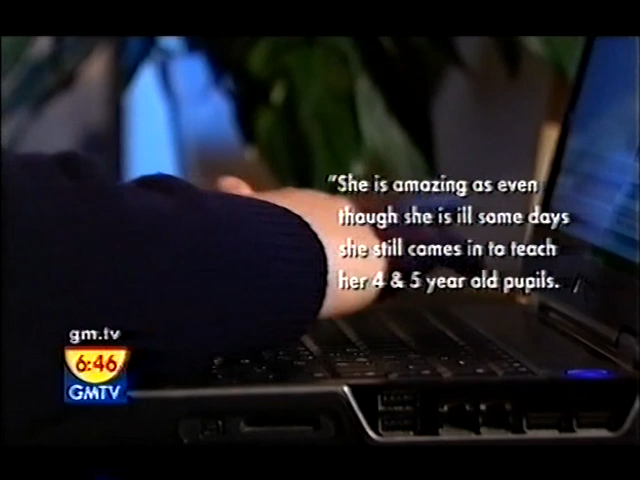 "She is amazing as even
though she is ill some days
she still comes in to teach
her 4 & 5 year old pupils.
gm.tv
6:46
GMTV